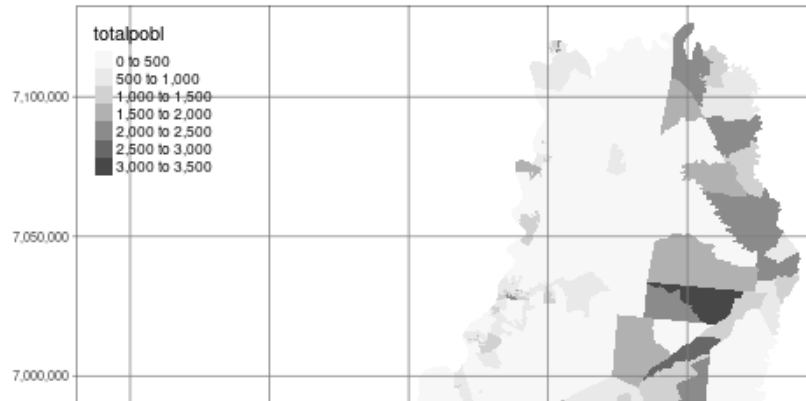 totalpobl
0 to 500
500 to 1,000
1,000 to 1,500
1,500 to 2,000
2,000 to 2,500
2,500 to 3,000
3,000 to 3,500
7,100,000
7,050,000
7,000,000